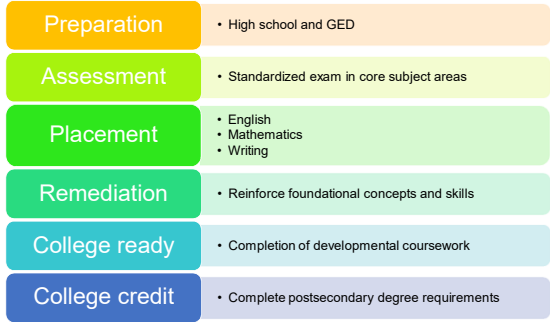 Preparation
• High school and GED
Assessment
• Standardized exam in core subject areas
Placement
• English
• Mathematics
• Writing
Remediation
• Reinforce foundational concepts and skills
College ready
• Completion of developmental coursework
College credit
• Complete postsecondary degree requirements